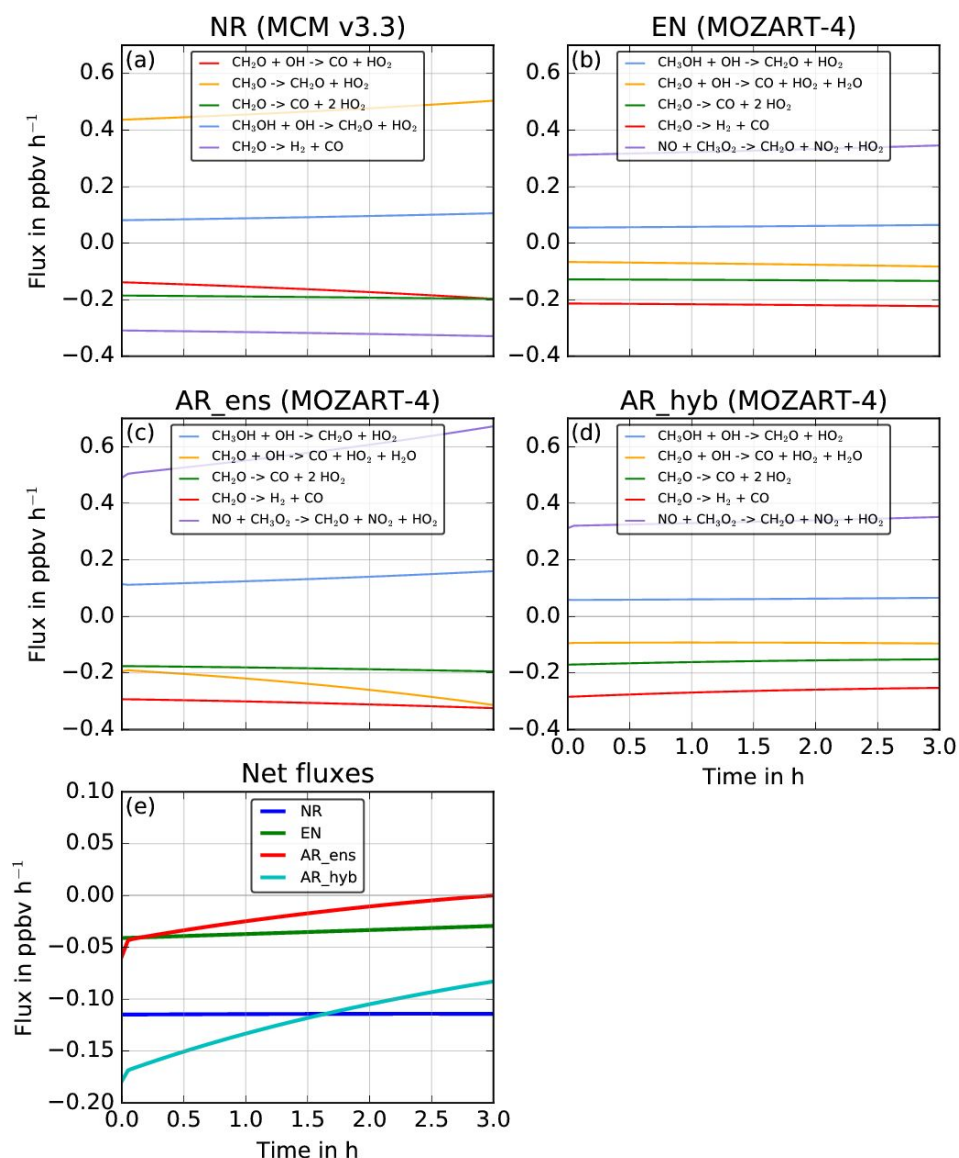 NR (MCM v3.3)
(a)
CH₂O + OH -> CO + HO₂
CH₃O -> CH₂O + HO₂
CH₂O -> CO + 2 HO₂
CH₃OH + OH -> CH₂O + HO₂
CH₂O -> H₂ + CO
Flux in ppbv h⁻¹
0.6
0.4
0.2
0.0
−0.2
−0.4
EN (MOZART-4)
(b)
CH₃OH + OH -> CH₂O + HO₂
CH₂O + OH -> CO + HO₂ + H₂O
CH₂O -> CO + 2 HO₂
CH₂O -> H₂ + CO
NO + CH₃O₂ -> CH₂O + NO₂ + HO₂
0.6
0.4
0.2
0.0
−0.2
−0.4
AR_ens (MOZART-4)
(c)
CH₃OH + OH -> CH₂O + HO₂
CH₂O + OH -> CO + HO₂ + H₂O
CH₂O -> CO + 2 HO₂
CH₂O -> H₂ + CO
NO + CH₃O₂ -> CH₂O + NO₂ + HO₂
Flux in ppbv h⁻¹
0.6
0.4
0.2
0.0
−0.2
−0.4
AR_hyb (MOZART-4)
(d)
CH₃OH + OH -> CH₂O + HO₂
CH₂O + OH -> CO + HO₂ + H₂O
CH₂O -> CO + 2 HO₂
CH₂O -> H₂ + CO
NO + CH₃O₂ -> CH₂O + NO₂ + HO₂
0.6
0.4
0.2
0.0
−0.2
−0.4
0.0 0.5 1.0 1.5 2.0 2.5 3.0
Time in h
Net fluxes
(e)
NR
EN
AR_ens
AR_hyb
Flux in ppbv h⁻¹
0.10
0.05
0.00
−0.05
−0.10
−0.15
−0.20
0.0 0.5 1.0 1.5 2.0 2.5 3.0
Time in h